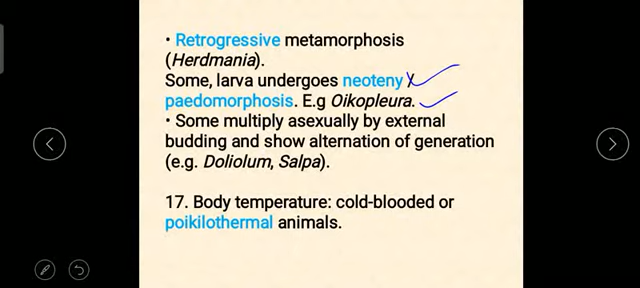 • Retrogressive metamorphosis
(Herdmania).
Some, larva undergoes neoteny
paedomorphosis. E.g Oikopleura.
• Some multiply asexually by external
budding and show alternation of generation
(e.g. Doliolum, Salpa).
17. Body temperature: cold-blooded or
poikilothermal animals.